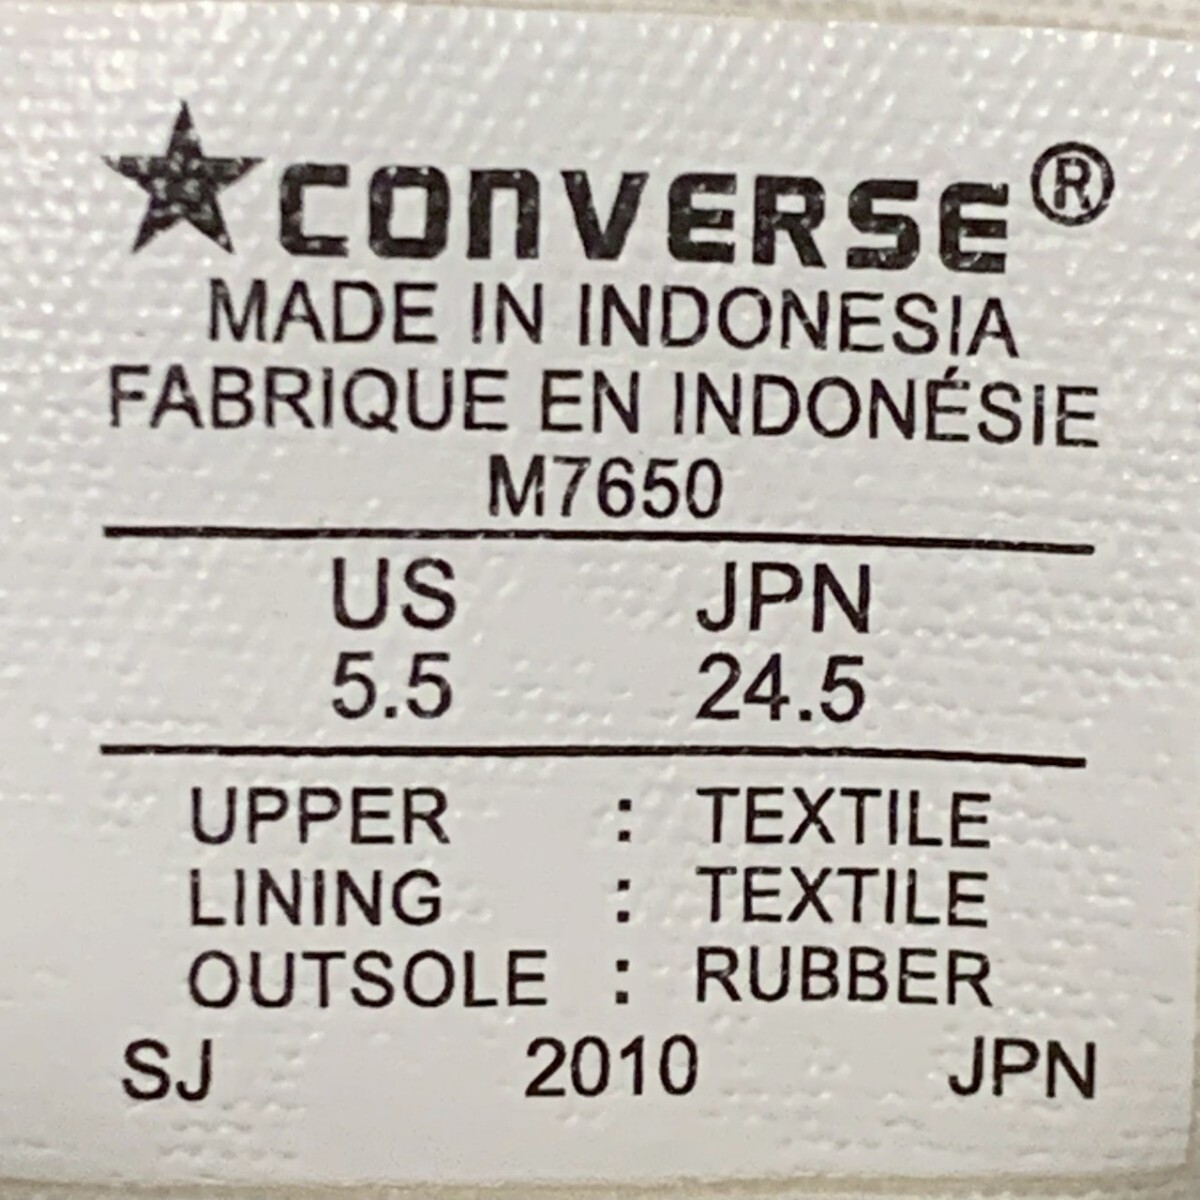 CONVERSE®
MADE IN INDONESIA
FABRIQUE EN INDONÉSIE
M7650
US JPN
5.5 24.5
UPPER : TEXTILE
LINING : TEXTILE
OUTSOLE : RUBBER
SJ 2010 JPN